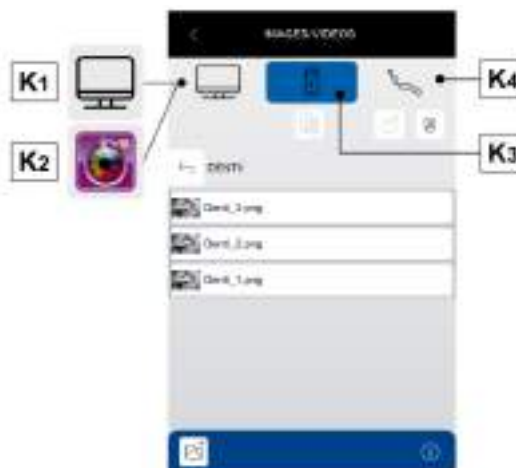 IMAGES-VIDEOS
K1
K4
K2
K3
DENTI
Denti_3.png
Denti_2.png
Denti_1.png